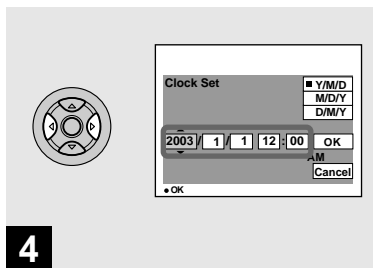 Clock Set
■ Y/M/D
M/D/Y
D/M/Y
2003 / 1 / 1 12 : 00 OK
AM
Cancel
● OK
4